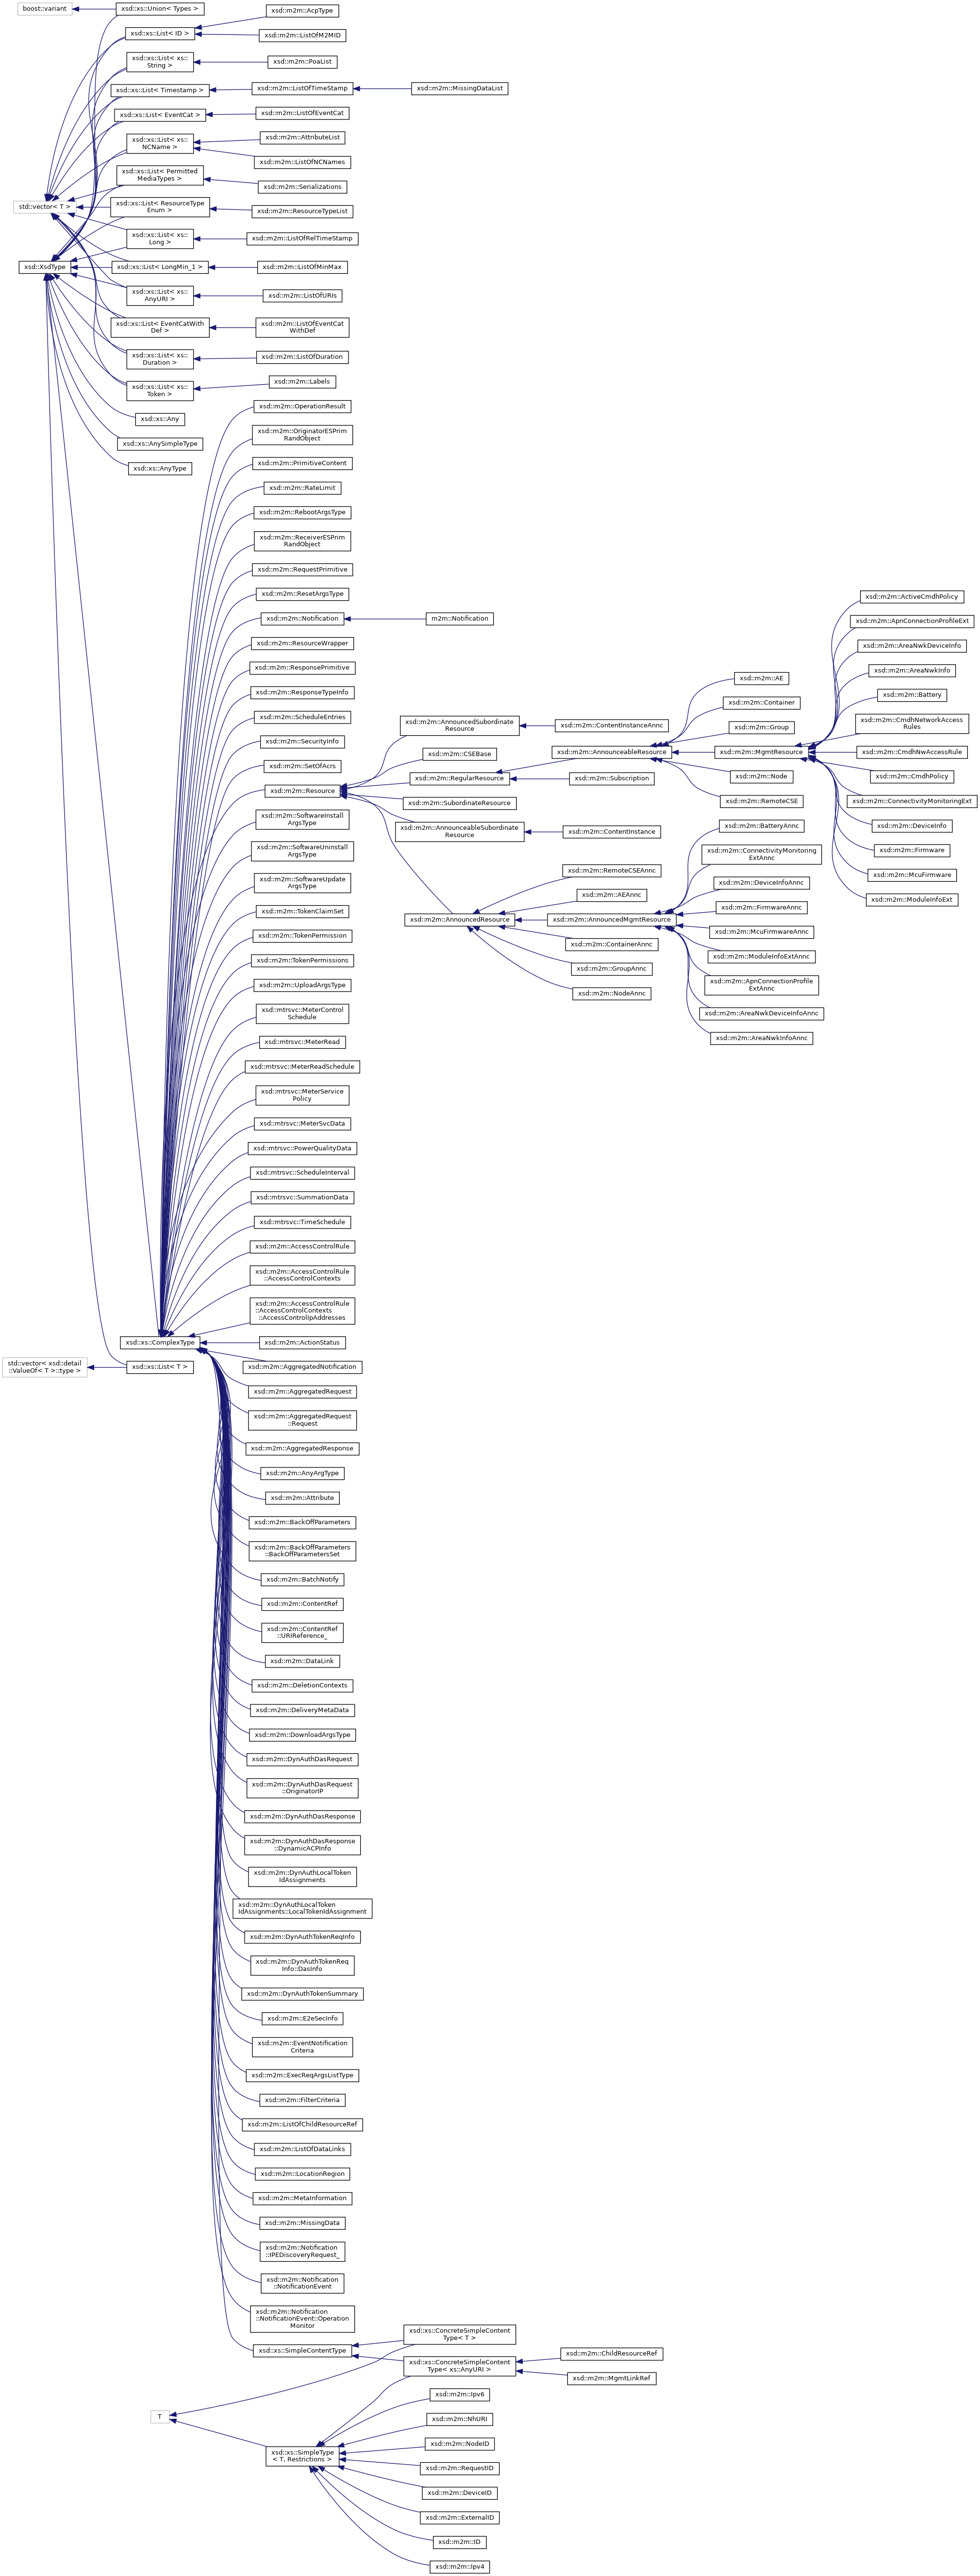 boost::variant
xsd::xs::Union< Types >
xsd::m2m::AcpType
xsd::xs::List< ID >
xsd::m2m::ListOfM2MID
xsd::xs::List< xs::
String >
xsd::m2m::PoaList
xsd::xs::List< Timestamp >
xsd::m2m::ListOfTimeStamp
xsd::m2m::MissingDataList
xsd::xs::List< EventCat >
xsd::m2m::ListOfEventCat
xsd::xs::List< xs::
NCName >
xsd::m2m::AttributeList
xsd::m2m::ListOfNCNames
xsd::xs::List< Permitted
MediaTypes >
xsd::m2m::Serializations
std::vector< T >
xsd::xs::List< ResourceType
Enum >
xsd::m2m::ResourceTypeList
xsd::xs::List< xs::
Long >
xsd::m2m::ListOfRelTimeStamp
xsd::XsdType
xsd::xs::List< LongMin_1 >
xsd::m2m::ListOfMinMax
xsd::xs::List< xs::
AnyURI >
xsd::m2m::ListOfURIs
xsd::xs::List< EventCatWith
Def >
xsd::m2m::ListOfEventCat
WithDef
xsd::xs::List< xs::
Duration >
xsd::m2m::ListOfDuration
xsd::xs::List< xs::
Token >
xsd::m2m::Labels
xsd::xs::Any
xsd::xs::AnySimpleType
xsd::xs::AnyType
xsd::m2m::OperationResult
xsd::m2m::OriginatorESPrim
RandObject
xsd::m2m::PrimitiveContent
xsd::m2m::RateLimit
xsd::m2m::RebootArgsType
xsd::m2m::ReceiverESPrim
RandObject
xsd::m2m::RequestPrimitive
xsd::m2m::ResetArgsType
xsd::m2m::Notification
m2m::Notification
xsd::m2m::ResourceWrapper
xsd::m2m::ResponsePrimitive
xsd::m2m::ResponseTypeInfo
xsd::m2m::ScheduleEntries
xsd::m2m::SecurityInfo
xsd::m2m::SetOfAcrs
xsd::m2m::Resource
xsd::m2m::AnnouncedSubordinate
Resource
xsd::m2m::ContentInstanceAnnc
xsd::m2m::CSEBase
xsd::m2m::RegularResource
xsd::m2m::SubordinateResource
xsd::m2m::AnnounceableSubordinate
Resource
xsd::m2m::AnnouncedResource
xsd::m2m::AnnounceableResource
xsd::m2m::Subscription
xsd::m2m::ContentInstance
xsd::m2m::RemoteCSEAnnc
xsd::m2m::AEAnnc
xsd::m2m::AnnouncedMgmtResource
xsd::m2m::ContainerAnnc
xsd::m2m::GroupAnnc
xsd::m2m::NodeAnnc
xsd::m2m::AE
xsd::m2m::Container
xsd::m2m::Group
xsd::m2m::MgmtResource
xsd::m2m::Node
xsd::m2m::RemoteCSE
xsd::m2m::BatteryAnnc
xsd::m2m::ConnectivityMonitoring
ExtAnnc
xsd::m2m::DeviceInfoAnnc
xsd::m2m::FirmwareAnnc
xsd::m2m::McuFirmwareAnnc
xsd::m2m::ModuleInfoExtAnnc
xsd::m2m::ApnConnectionProfile
ExtAnnc
xsd::m2m::AreaNwkDeviceInfoAnnc
xsd::m2m::AreaNwkInfoAnnc
xsd::m2m::ActiveCmdhPolicy
xsd::m2m::ApnConnectionProfileExt
xsd::m2m::AreaNwkDeviceInfo
xsd::m2m::AreaNwkInfo
xsd::m2m::Battery
xsd::m2m::CmdhNetworkAccess
Rules
xsd::m2m::CmdhNwAccessRule
xsd::m2m::CmdhPolicy
xsd::m2m::ConnectivityMonitoringExt
xsd::m2m::DeviceInfo
xsd::m2m::Firmware
xsd::m2m::McuFirmware
xsd::m2m::ModuleInfoExt
xsd::m2m::SoftwareInstall
ArgsType
xsd::m2m::SoftwareUninstall
ArgsType
xsd::m2m::SoftwareUpdate
ArgsType
xsd::m2m::TokenClaimSet
xsd::m2m::TokenPermission
xsd::m2m::TokenPermissions
xsd::m2m::UploadArgsType
xsd::mtrsvc::MeterControl
Schedule
xsd::mtrsvc::MeterRead
xsd::mtrsvc::MeterReadSchedule
xsd::mtrsvc::MeterService
Policy
xsd::mtrsvc::MeterSvcData
xsd::mtrsvc::PowerQualityData
xsd::mtrsvc::ScheduleInterval
xsd::mtrsvc::SummationData
xsd::mtrsvc::TimeSchedule
xsd::m2m::AccessControlRule
xsd::m2m::AccessControlRule
::AccessControlContexts
xsd::m2m::AccessControlRule
::AccessControlContexts
::AccessControlIpAddresses
xsd::xs::ComplexType
xsd::m2m::ActionStatus
std::vector< xsd::detail
::ValueOf< T >::type >
xsd::xs::List< T >
xsd::m2m::AggregatedNotification
xsd::m2m::AggregatedRequest
xsd::m2m::AggregatedRequest
::Request
xsd::m2m::AggregatedResponse
xsd::m2m::AnyArgType
xsd::m2m::Attribute
xsd::m2m::BackOffParameters
xsd::m2m::BackOffParameters
::BackOffParametersSet
xsd::m2m::BatchNotify
xsd::m2m::ContentRef
xsd::m2m::ContentRef
::URIReference_
xsd::m2m::DataLink
xsd::m2m::DeletionContexts
xsd::m2m::DeliveryMetaData
xsd::m2m::DownloadArgsType
xsd::m2m::DynAuthDasRequest
xsd::m2m::DynAuthDasRequest
::OriginatorIP
xsd::m2m::DynAuthDasResponse
xsd::m2m::DynAuthDasResponse
::DynamicACPInfo
xsd::m2m::DynAuthLocalToken
IdAssignments
xsd::m2m::DynAuthLocalToken
IdAssignments::LocalTokenIdAssignment
xsd::m2m::DynAuthTokenReqInfo
xsd::m2m::DynAuthTokenReq
Info::DasInfo
xsd::m2m::DynAuthTokenSummary
xsd::m2m::E2eSecInfo
xsd::m2m::EventNotification
Criteria
xsd::m2m::ExecReqArgsListType
xsd::m2m::FilterCriteria
xsd::m2m::ListOfChildResourceRef
xsd::m2m::ListOfDataLinks
xsd::m2m::LocationRegion
xsd::m2m::MetaInformation
xsd::m2m::MissingData
xsd::m2m::Notification
::IPEDiscoveryRequest_
xsd::m2m::Notification
::NotificationEvent
xsd::m2m::Notification
::NotificationEvent::Operation
Monitor
xsd::xs::SimpleContentType
xsd::xs::ConcreteSimpleContent
Type< T >
xsd::xs::ConcreteSimpleContent
Type< xs::AnyURI >
xsd::m2m::ChildResourceRef
xsd::m2m::MgmtLinkRef
T
xsd::xs::SimpleType
< T, Restrictions >
xsd::m2m::Ipv6
xsd::m2m::NhURI
xsd::m2m::NodeID
xsd::m2m::RequestID
xsd::m2m::DeviceID
xsd::m2m::ExternalID
xsd::m2m::ID
xsd::m2m::Ipv4